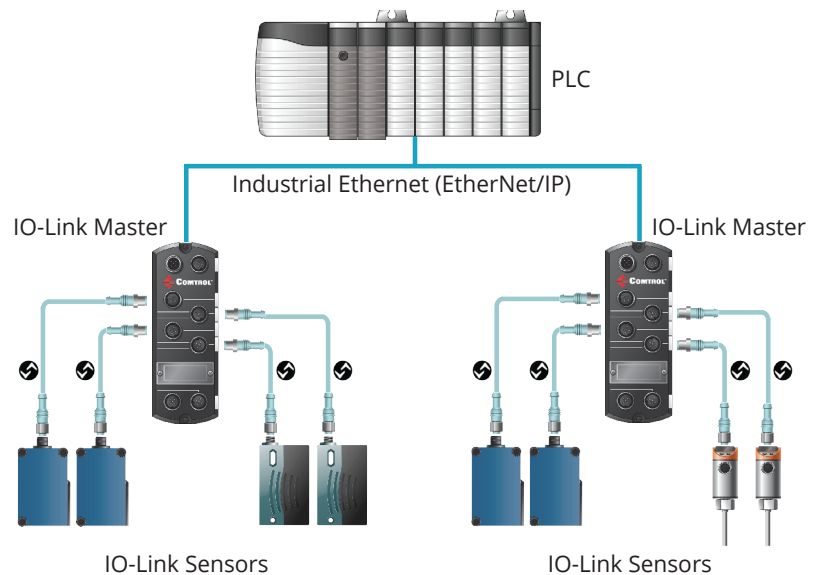 PLC
Industrial Ethernet (EtherNet/IP)
IO-Link Master
IO-Link Master
COMTROL
COMTROL
IO-Link Sensors
IO-Link Sensors